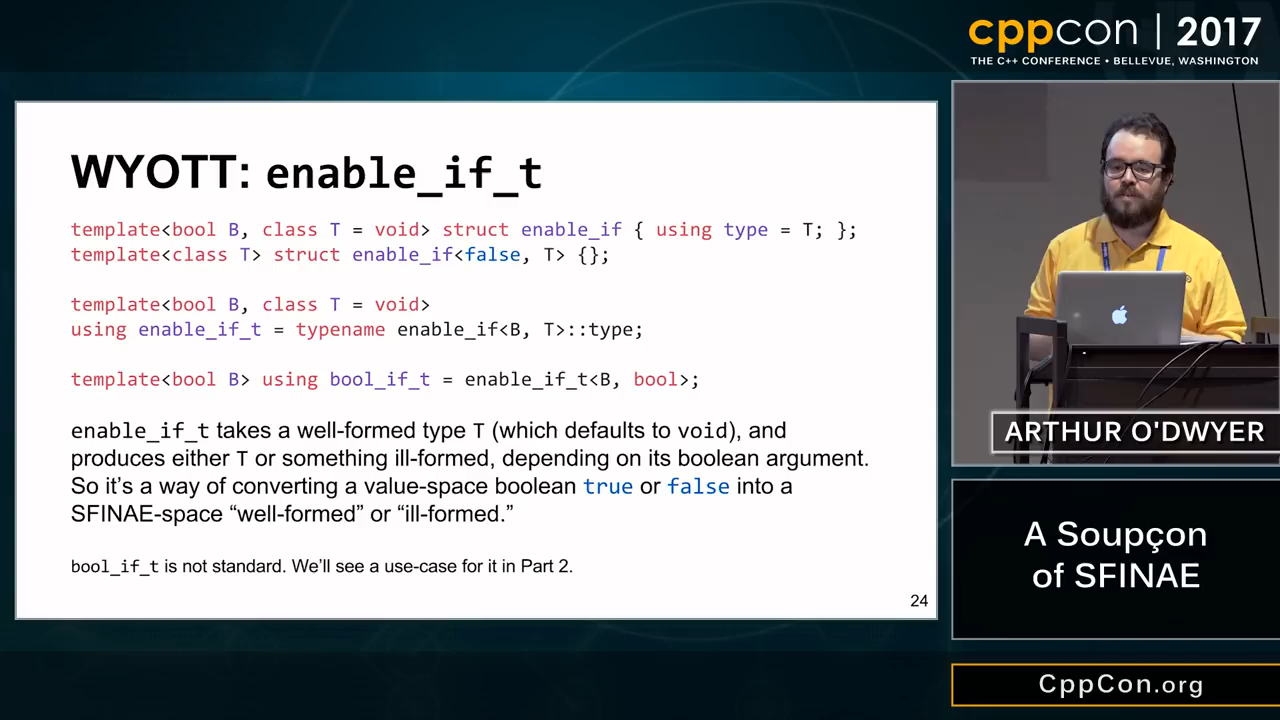 cppcon | 2017
THE C++ CONFERENCE • BELLEVUE, WASHINGTON
WYOTT: enable_if_t
template<bool B, class T = void> struct enable_if { using type = T; };
template<class T> struct enable_if<false, T> {};
template<bool B, class T = void>
using enable_if_t = typename enable_if<B, T>::type;
template<bool B> using bool_if_t = enable_if_t<B, bool>;
enable_if_t takes a well-formed type T (which defaults to void), and
produces either T or something ill-formed, depending on its boolean argument.
So it’s a way of converting a value-space boolean true or false into a
SFINAE-space “well-formed” or “ill-formed.”
bool_if_t is not standard. We’ll see a use-case for it in Part 2.
24
ARTHUR O'DWYER
A Soupçon
of SFINAE
CppCon.org